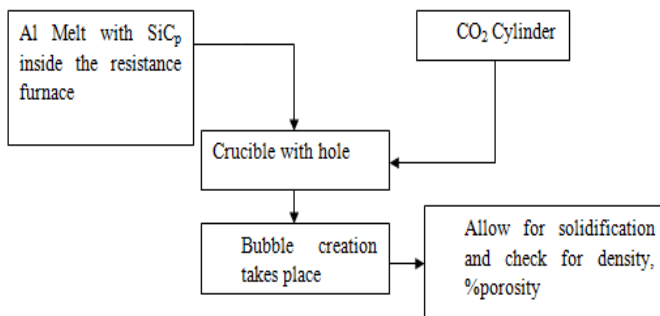 Al Melt with SiCp
inside the resistance
furnace
CO2 Cylinder
Crucible with hole
Bubble creation
takes place
Allow for solidification
and check for density,
%porosity